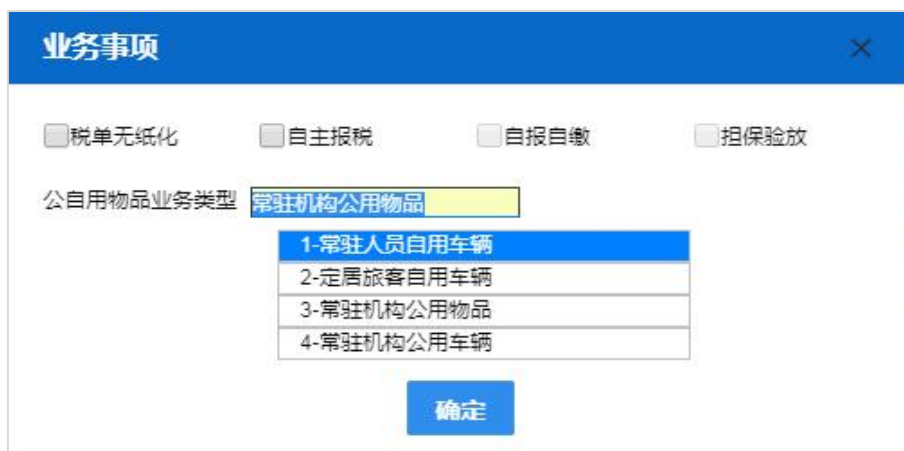 业务事项
税单无纸化 自主报税 自报自缴 担保验放
公自用物品业务类型 常驻机构公用物品
1-常驻人员自用车辆
2-定居旅客自用车辆
3-常驻机构公用物品
4-常驻机构公用车辆
确定